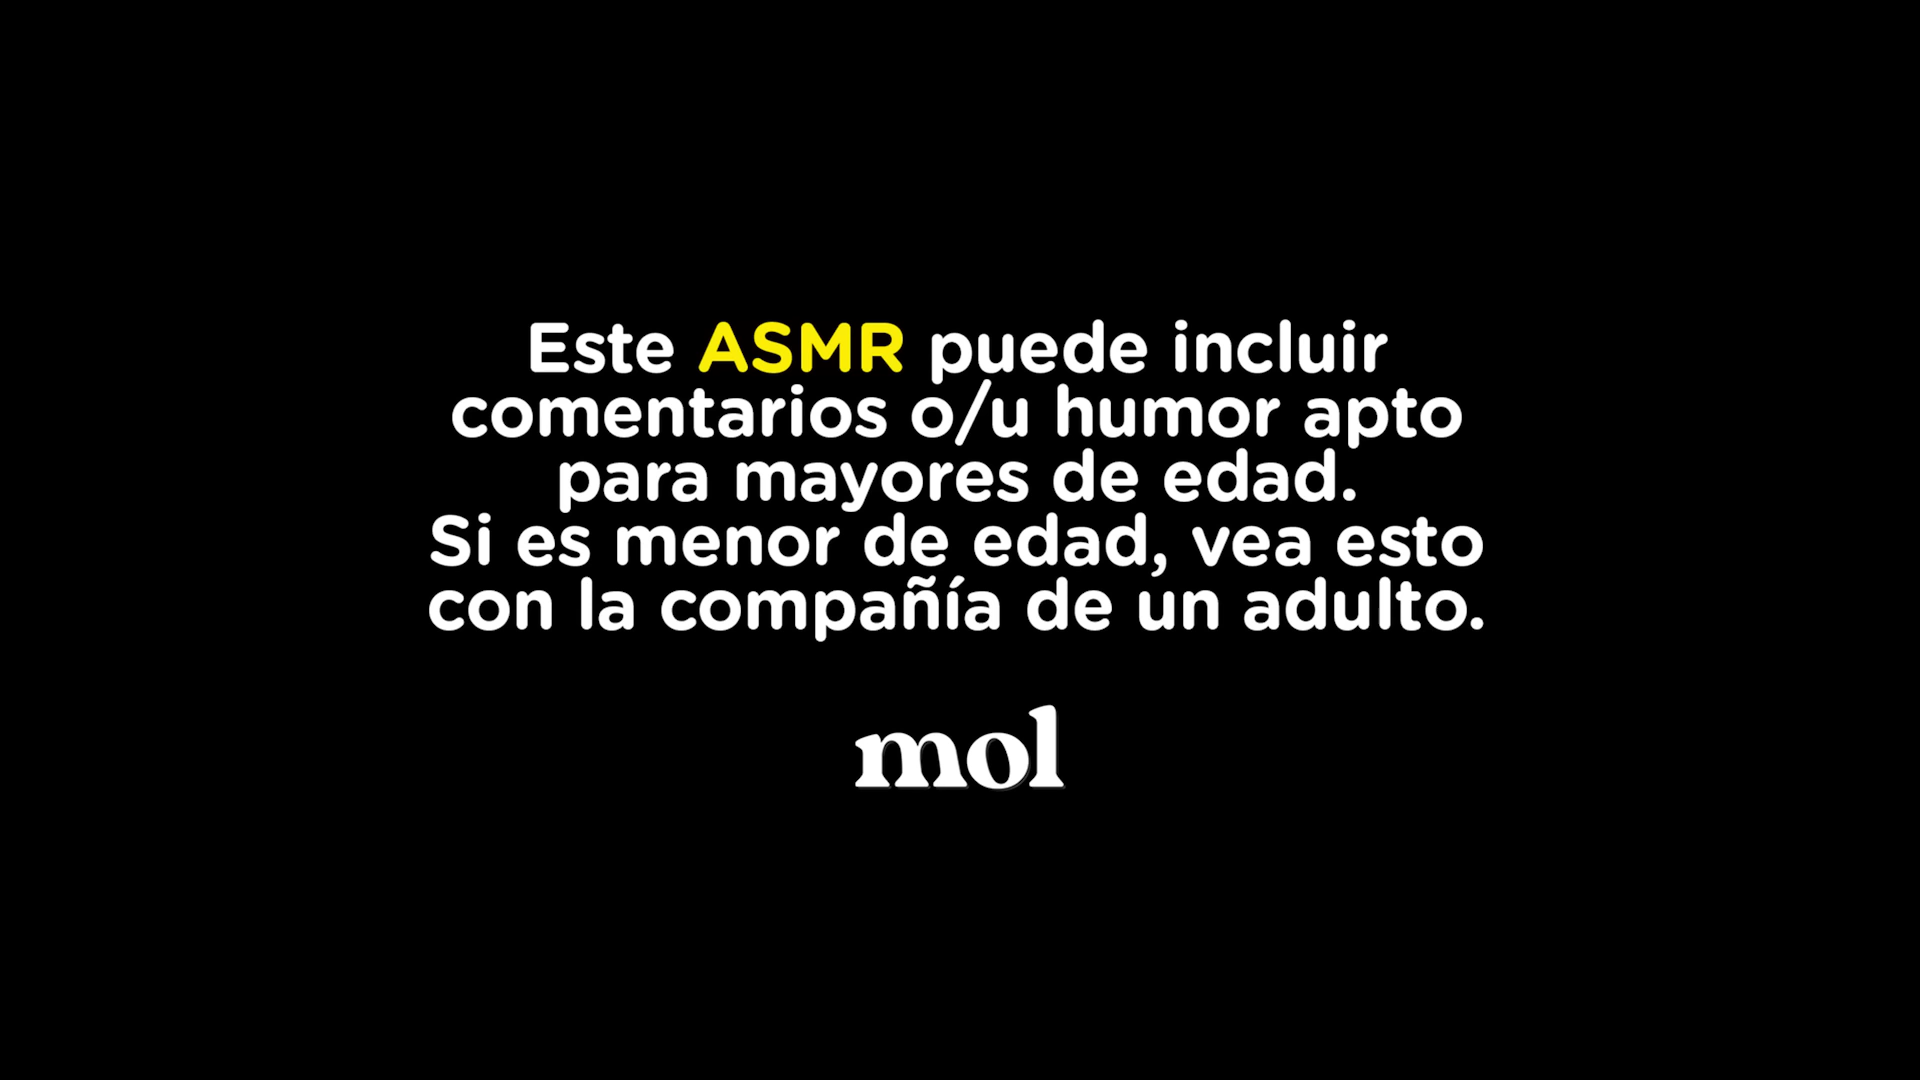 Este ASMR puede incluir
comentarios o/u humor apto
para mayores de edad.
Si es menor de edad, vea esto
con la compañía de un adulto.
mol